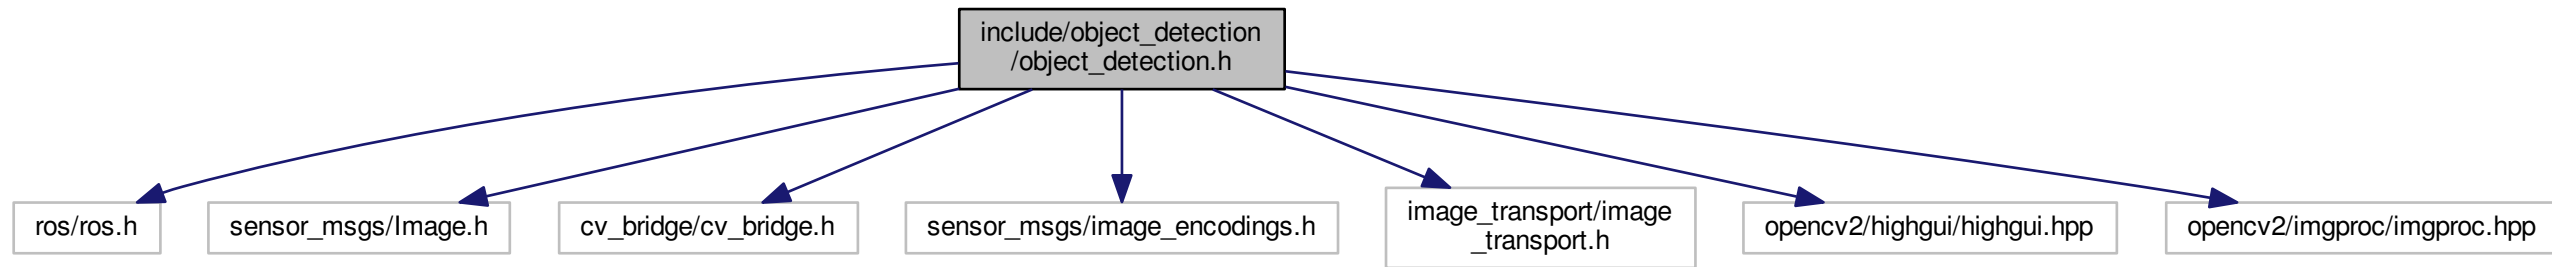 include/object_detection
/object_detection.h
ros/ros.h
sensor_msgs/Image.h
cv_bridge/cv_bridge.h
sensor_msgs/image_encodings.h
image_transport/image
_transport.h
opencv2/highgui/highgui.hpp
opencv2/imgproc/imgproc.hpp